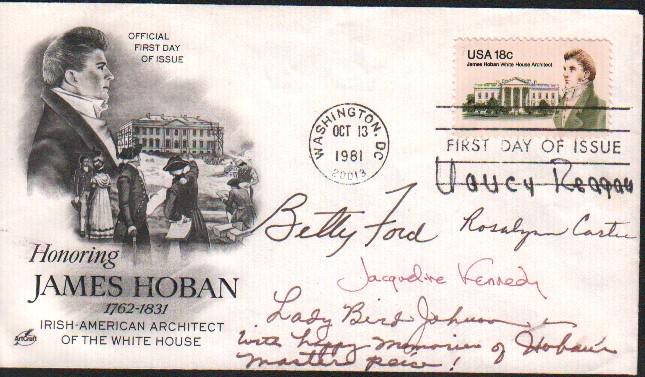 OFFICIAL
FIRST DAY
OF ISSUE
USA 18c
James Hoban White House Architect
WASHINGTON, DC
OCT 13
1981
20013
FIRST DAY OF ISSUE
Nancy Reagan
Betty Ford
Rosalynn Carter
Jacqueline Kennedy
Lady Bird Johnson
with happy memories of Hoban's
master peice!
Honoring
JAMES HOBAN
1762-1831
IRISH-AMERICAN ARCHITECT
OF THE WHITE HOUSE
ArtCraft